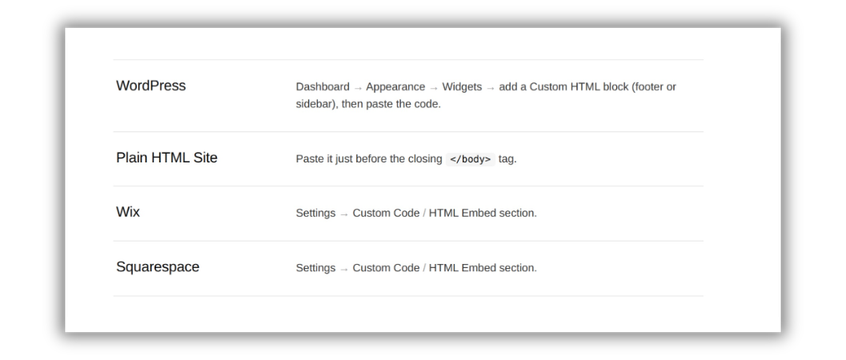 WordPress
Dashboard → Appearance → Widgets → add a Custom HTML block (footer or
sidebar), then paste the code.
Plain HTML Site
Paste it just before the closing </body> tag.
Wix
Settings → Custom Code / HTML Embed section.
Squarespace
Settings → Custom Code / HTML Embed section.